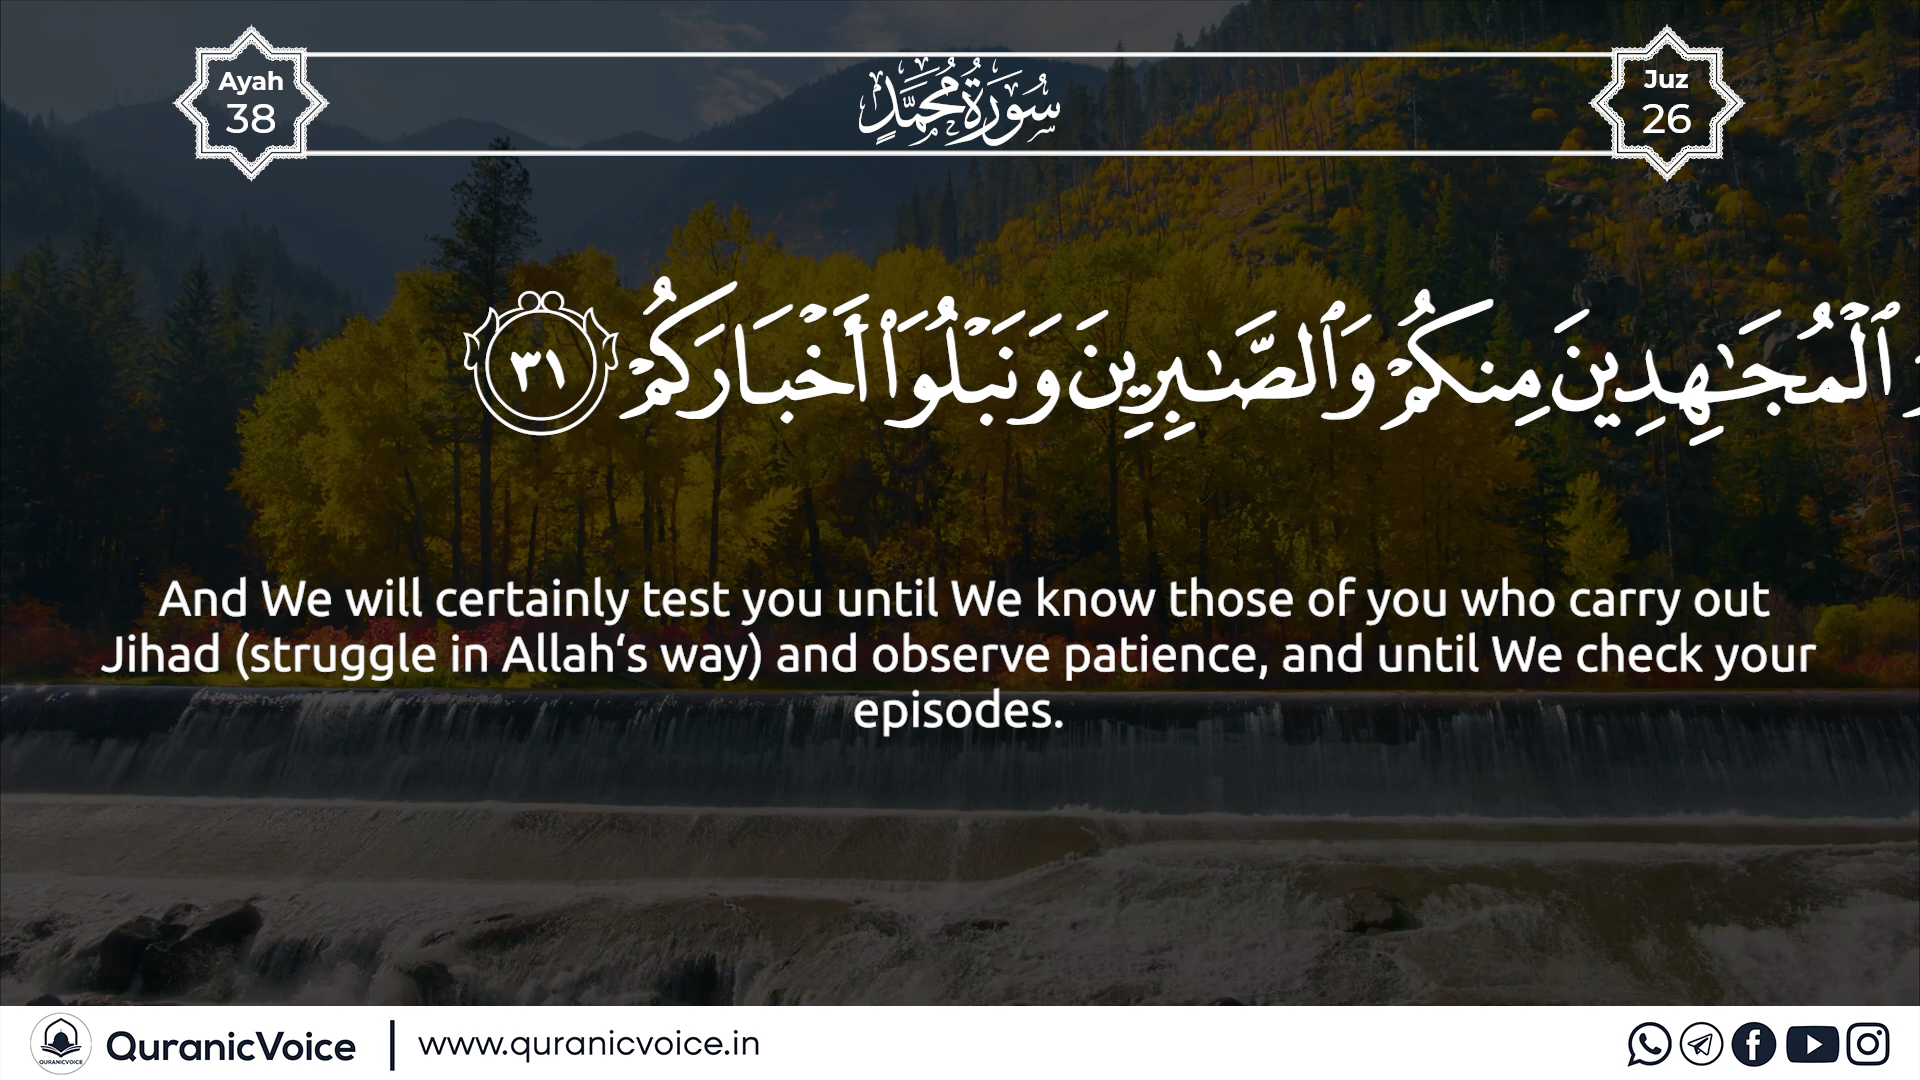 Ayah
38
سُورَةُ مُحَمَّدٍ
Juz
26
ٱلْمُجَـٰهِدِينَ مِنكُمْ وَٱلصَّـٰبِرِينَ وَنَبْلُوَا۟ أَخْبَارَكُمْ ٣١
And We will certainly test you until We know those of you who carry out
Jihad (struggle in Allah‘s way) and observe patience, and until We check your
episodes.
QURANICVOICE
QuranicVoice | www.quranicvoice.in